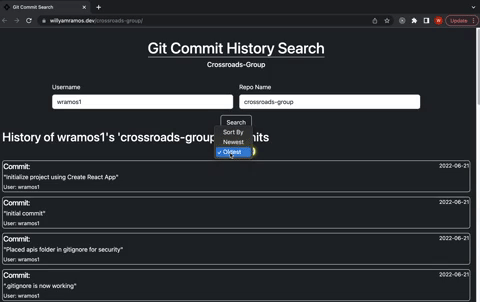 Git Commit History Search
willyamramos.dev/crossroads-group/
W
Update
Git Commit History Search
Crossroads-Group
Username
Repo Name
wramos1
crossroads-group
Search
Sort By
Newest
✓ Oldest
History of wramos1's 'crossroads-group
Commit:
2022-06-21
"Initialize project using Create React App"
User: wramos1
Commit:
2022-06-21
"Initial commit"
User: wramos1
Commit:
2022-06-21
"Placed apis folder in gitignore for security"
User: wramos1
Commit:
2022-06-21
".gitignore is now working"
User: wramos1